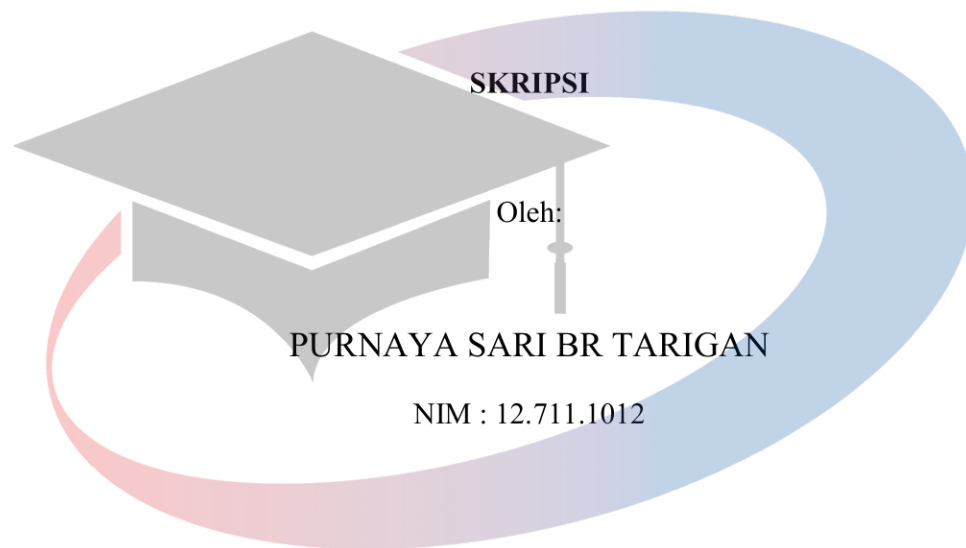 SKRIPSI
Oleh:
PURNAYA SARI BR TARIGAN
NIM : 12.711.1012